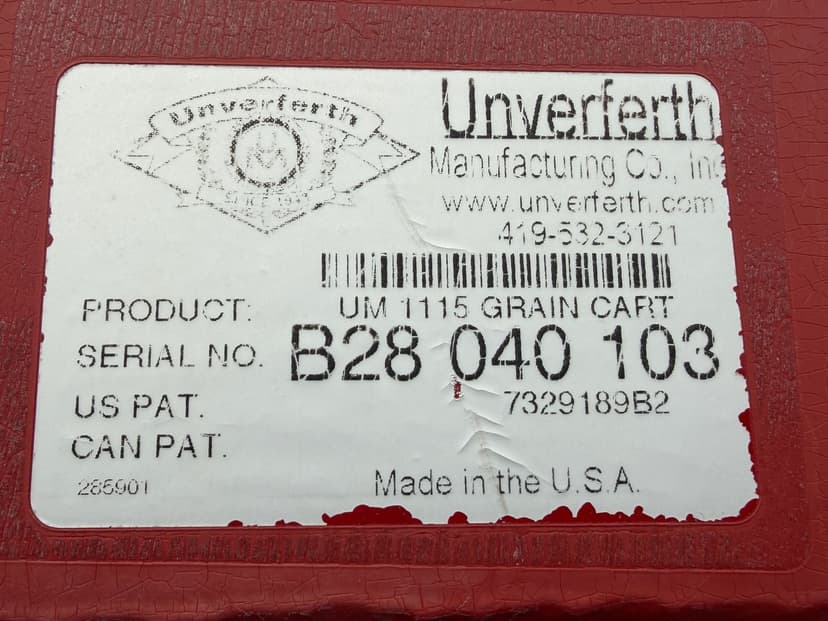 Unverferth
SINCE 1948
Unverferth
Manufacturing Co., Inc
www.unverferth.com
419-532-3121
PRODUCT: UM 1115 GRAIN CART
SERIAL NO. B28 040 103
US PAT. 7329189B2
CAN PAT.
285901
Made in the U.S.A.